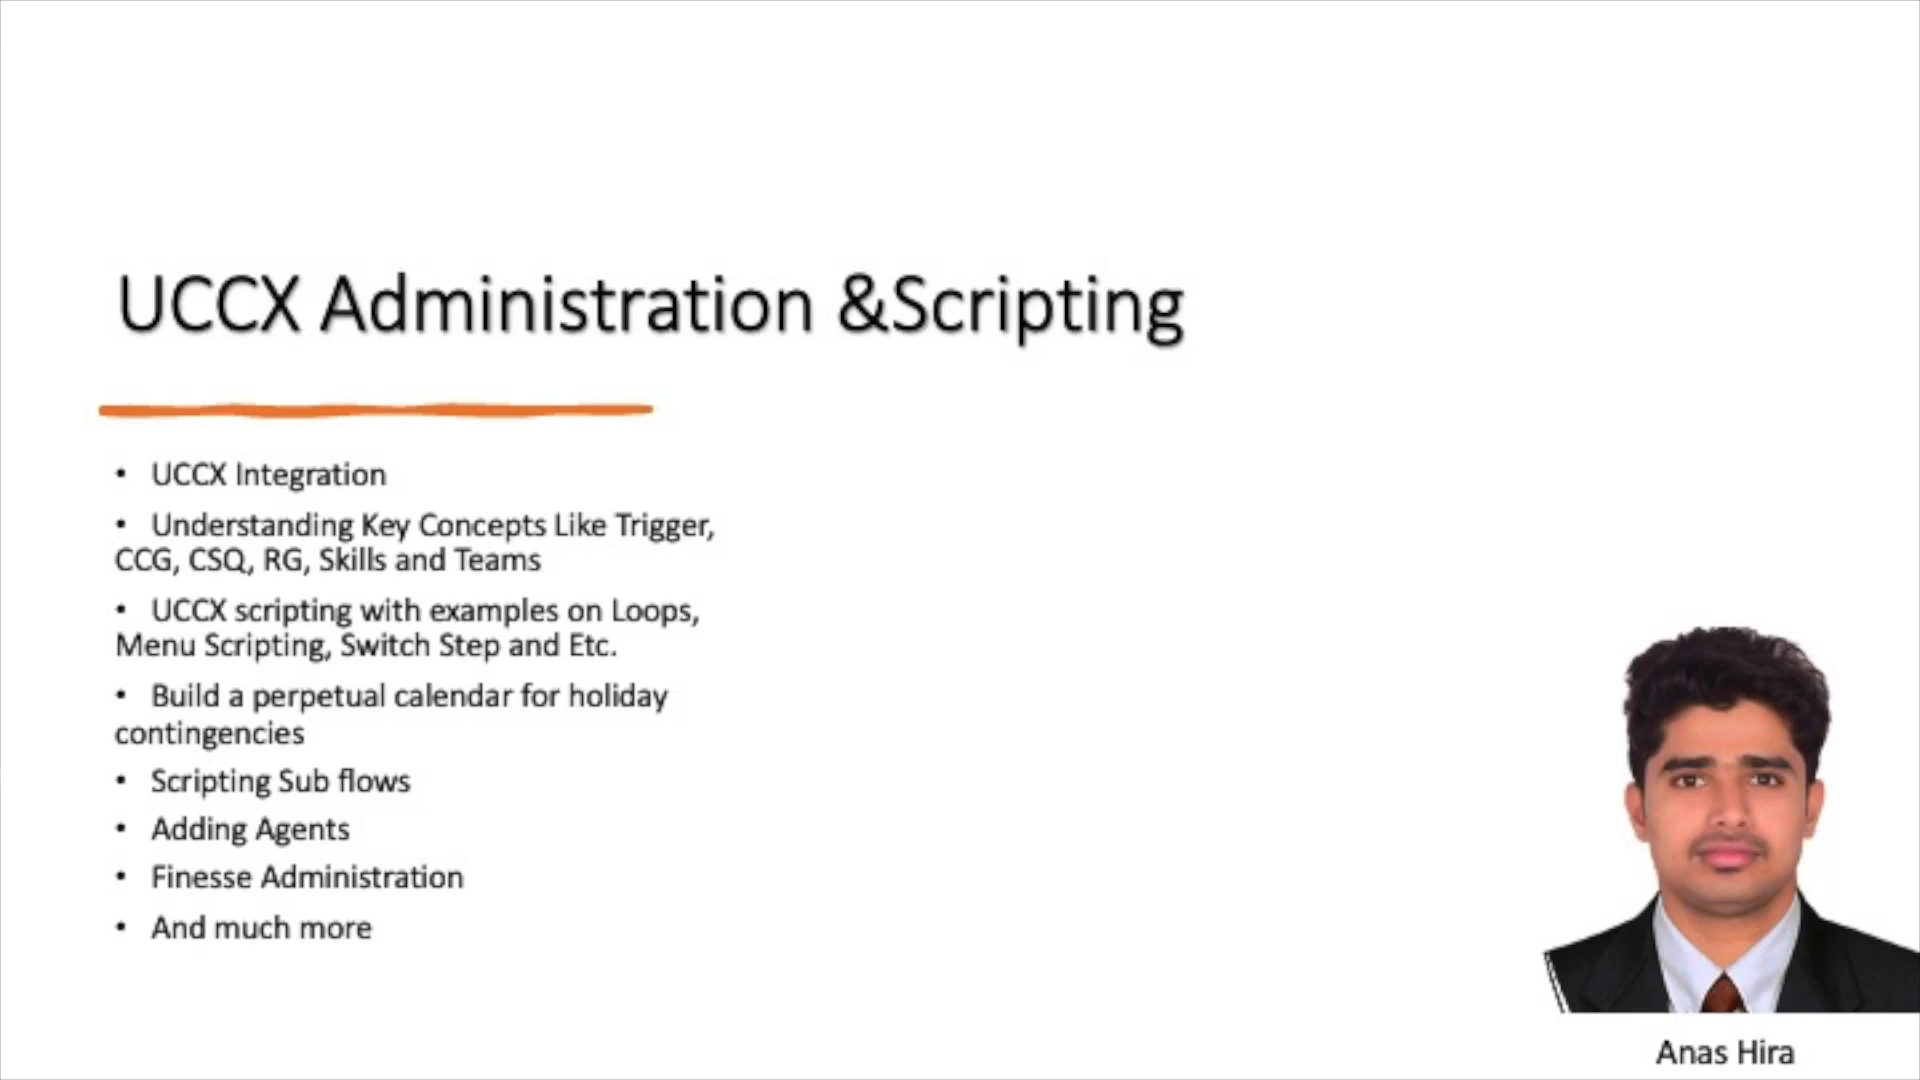 UCCX Administration &Scripting
• UCCX Integration
• Understanding Key Concepts Like Trigger,
CCG, CSQ, RG, Skills and Teams
• UCCX scripting with examples on Loops,
Menu Scripting, Switch Step and Etc.
• Build a perpetual calendar for holiday
contingencies
• Scripting Sub flows
• Adding Agents
• Finesse Administration
• And much more
Anas Hira